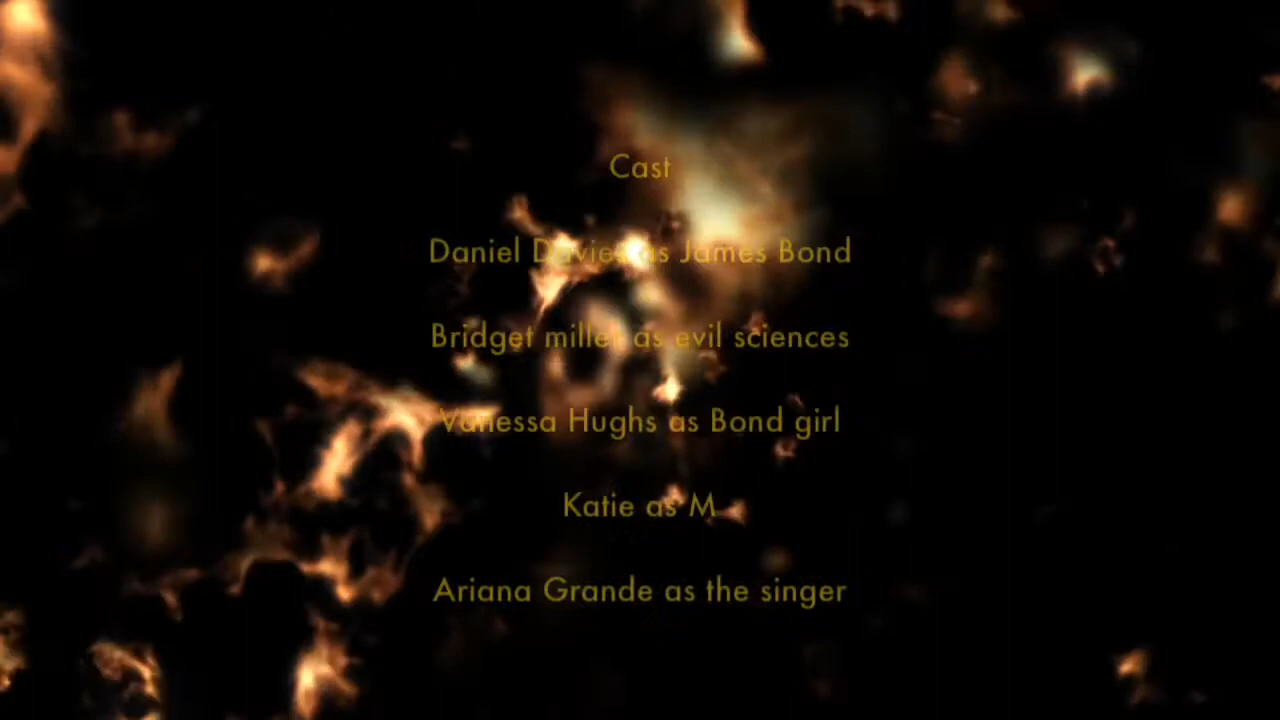 Cast
Daniel Davies as James Bond
Bridget miller as evil sciences
Vanessa Hughs as Bond girl
Katie as M
Ariana Grande as the singer